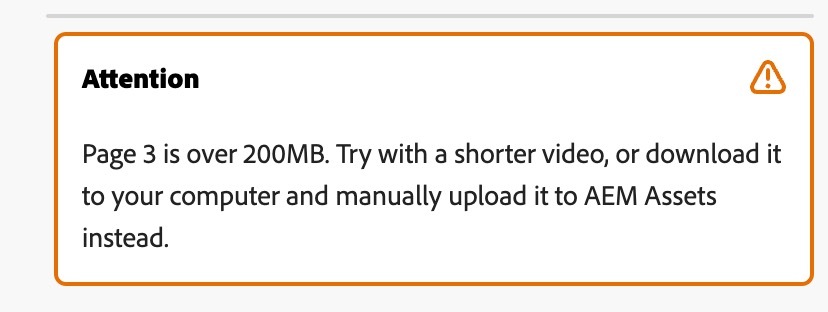 Attention
Page 3 is over 200MB. Try with a shorter video, or download it
to your computer and manually upload it to AEM Assets
instead.